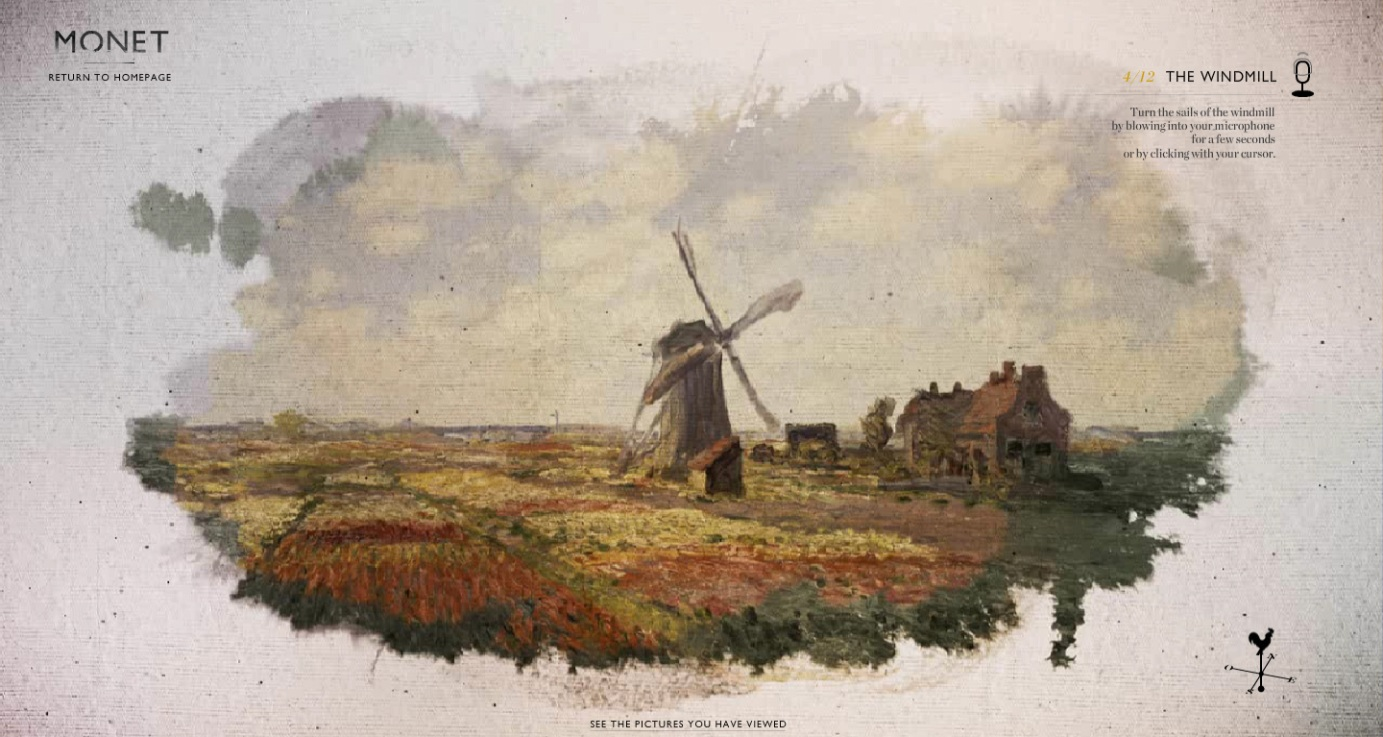 MONET
RETURN TO HOMEPAGE
4/12 THE WINDMILL
Turn the sails of the windmill
by blowing into your microphone
for a few seconds
or by clicking with your cursor.
SEE THE PICTURES YOU HAVE VIEWED